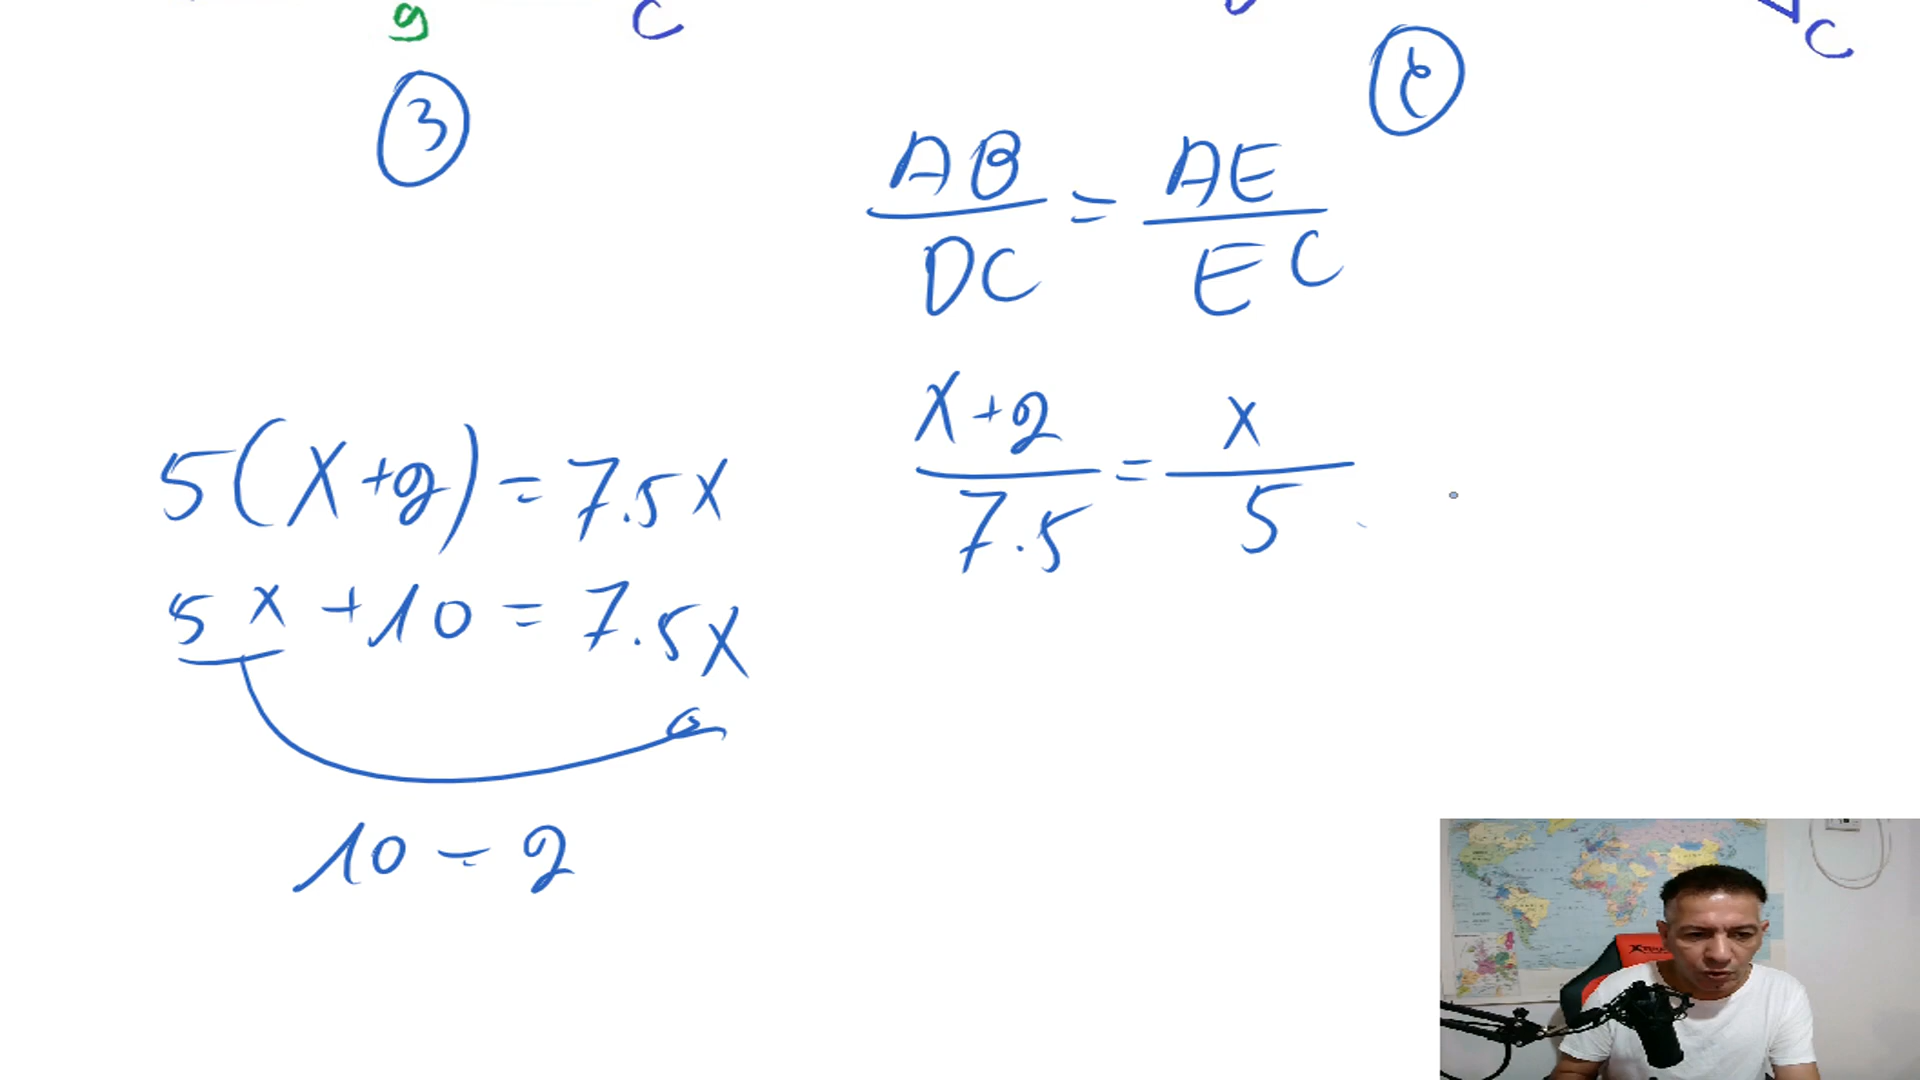 9 C C
3
AB/DC = AE/EC
x+2/7.5 = x/5
5(x+2)=7.5x
5x+10=7.5x
10=2